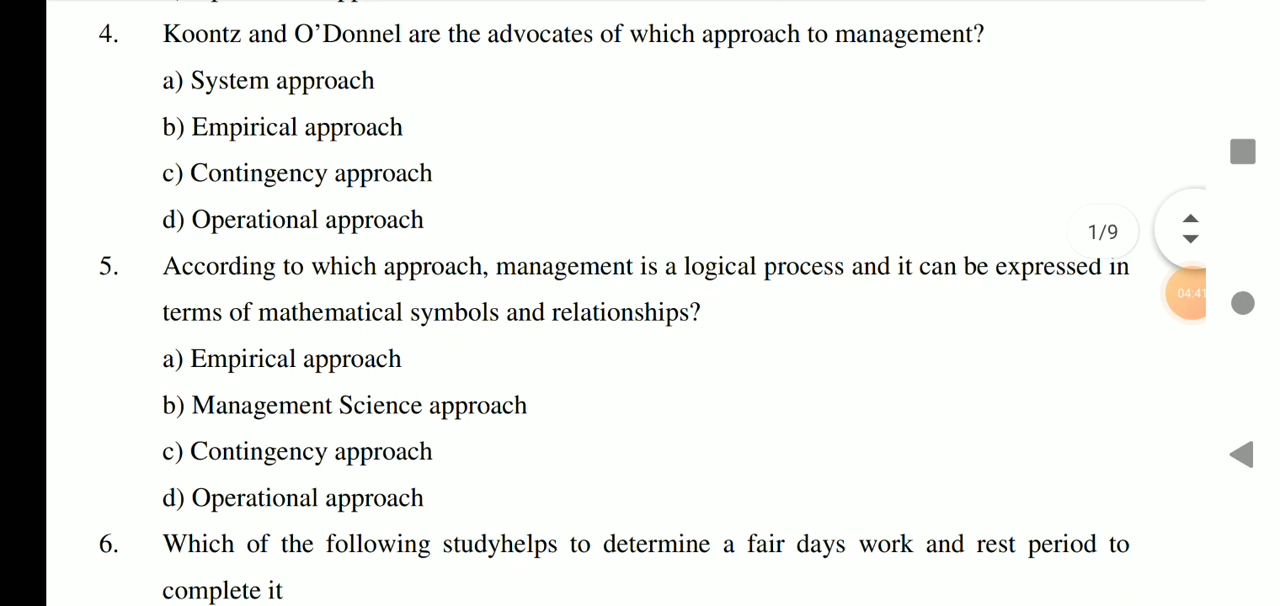 4. Koontz and O’Donnel are the advocates of which approach to management?
a) System approach
b) Empirical approach
c) Contingency approach
d) Operational approach
1/9
5. According to which approach, management is a logical process and it can be expressed in
04:41
terms of mathematical symbols and relationships?
a) Empirical approach
b) Management Science approach
c) Contingency approach
d) Operational approach
6. Which of the following studyhelps to determine a fair days work and rest period to
complete it